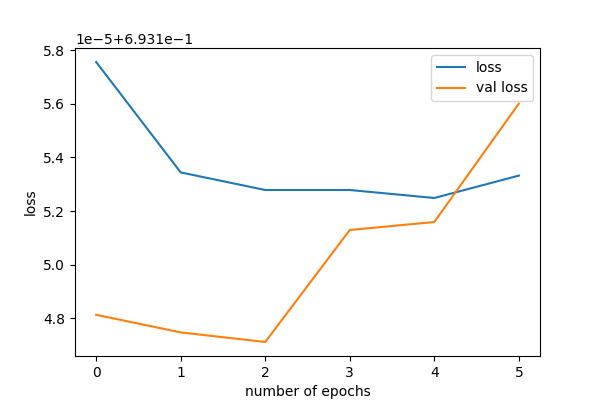 1e−5+6.931e−1
5.8
5.6
5.4
5.2
5.0
4.8
loss
loss
val loss
0 1 2 3 4 5
number of epochs